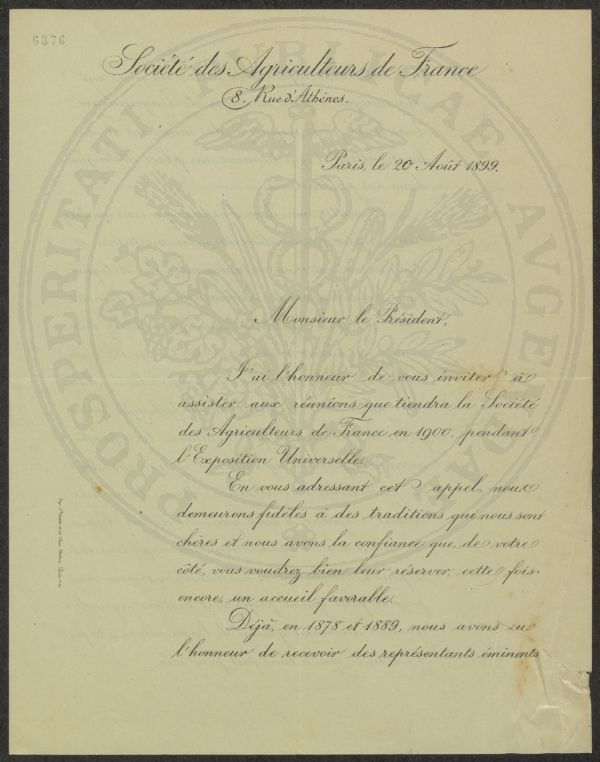 6376
Société des Agriculteurs de France
8, Rue d'Athènes.
PROSPERITATI PUBLICAE AUGENDA
Paris, le 20 Août 1899.
Monsieur le Président,
J'ai l'honneur de vous inviter à
assister aux réunions que tiendra la Société
des Agriculteurs de France en 1900, pendant
l'Exposition Universelle.
En vous adressant cet appel, nous
demeurons fidèles à des traditions qui nous sont
chères et nous avons la confiance que, de votre
côté, vous voudrez bien leur réserver, cette fois
encore, un accueil favorable.
Déjà, en 1878 et 1889, nous avons eu
l'honneur de recevoir des représentants éminents